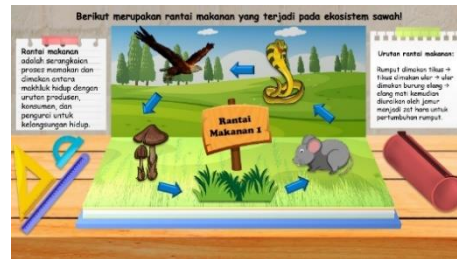 Berikut merupakan rantai makanan yang terjadi pada ekosistem sawah!
Rantai makanan
adalah serangkaian
proses memakan dan
dimakan antara
makhluk hidup dengan
urutan produsen,
konsumen, dan
pengurai untuk
kelangsungan hidup.
Rantai
Makanan 1
Urutan rantai makanan:
Rumput dimakan tikus →
tikus dimakan ular → ular
dimakan burung elang →
elang mati kemudian
diuraikan oleh jamur
menjadi zat hara untuk
pertumbuhan rumput.